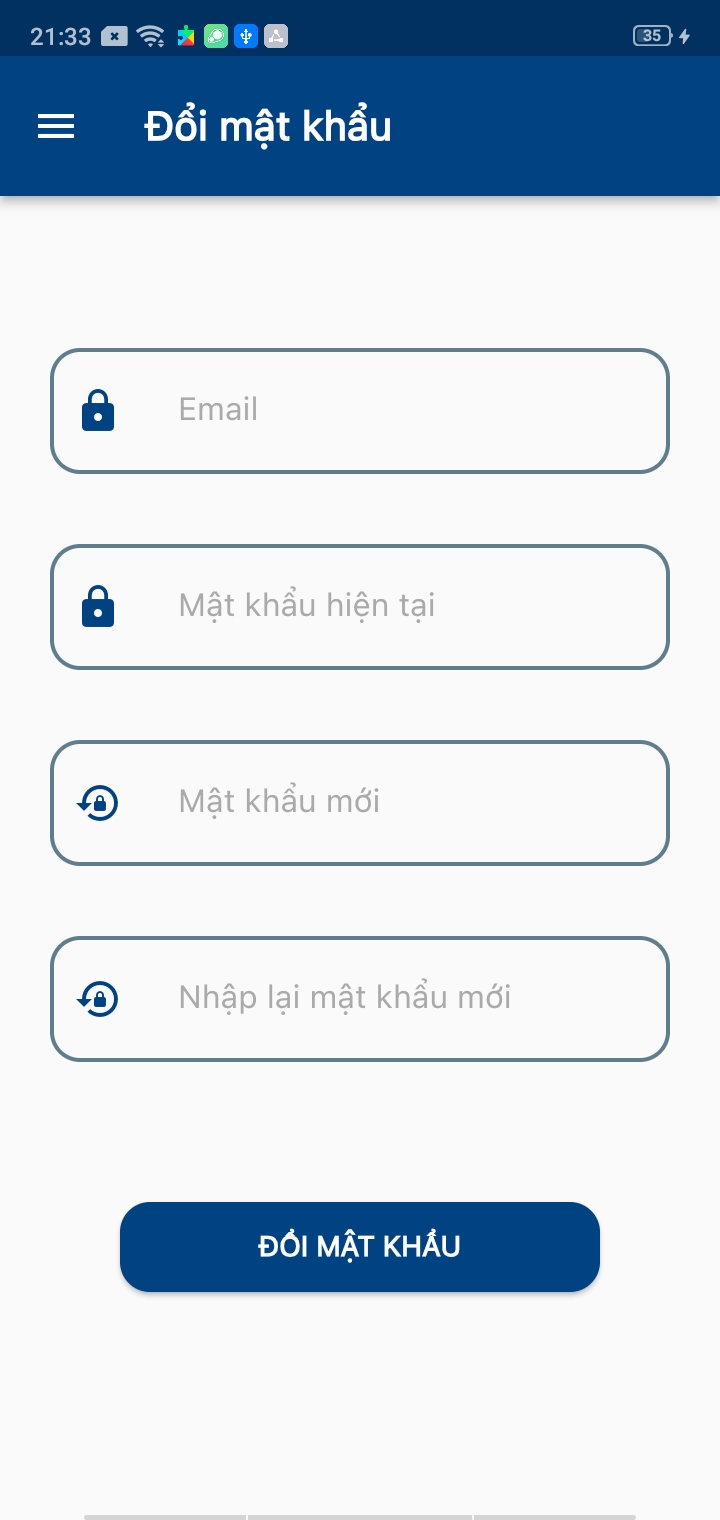 21:33
35
Đổi mật khẩu
Email
Mật khẩu hiện tại
Mật khẩu mới
Nhập lại mật khẩu mới
ĐỔI MẬT KHẨU